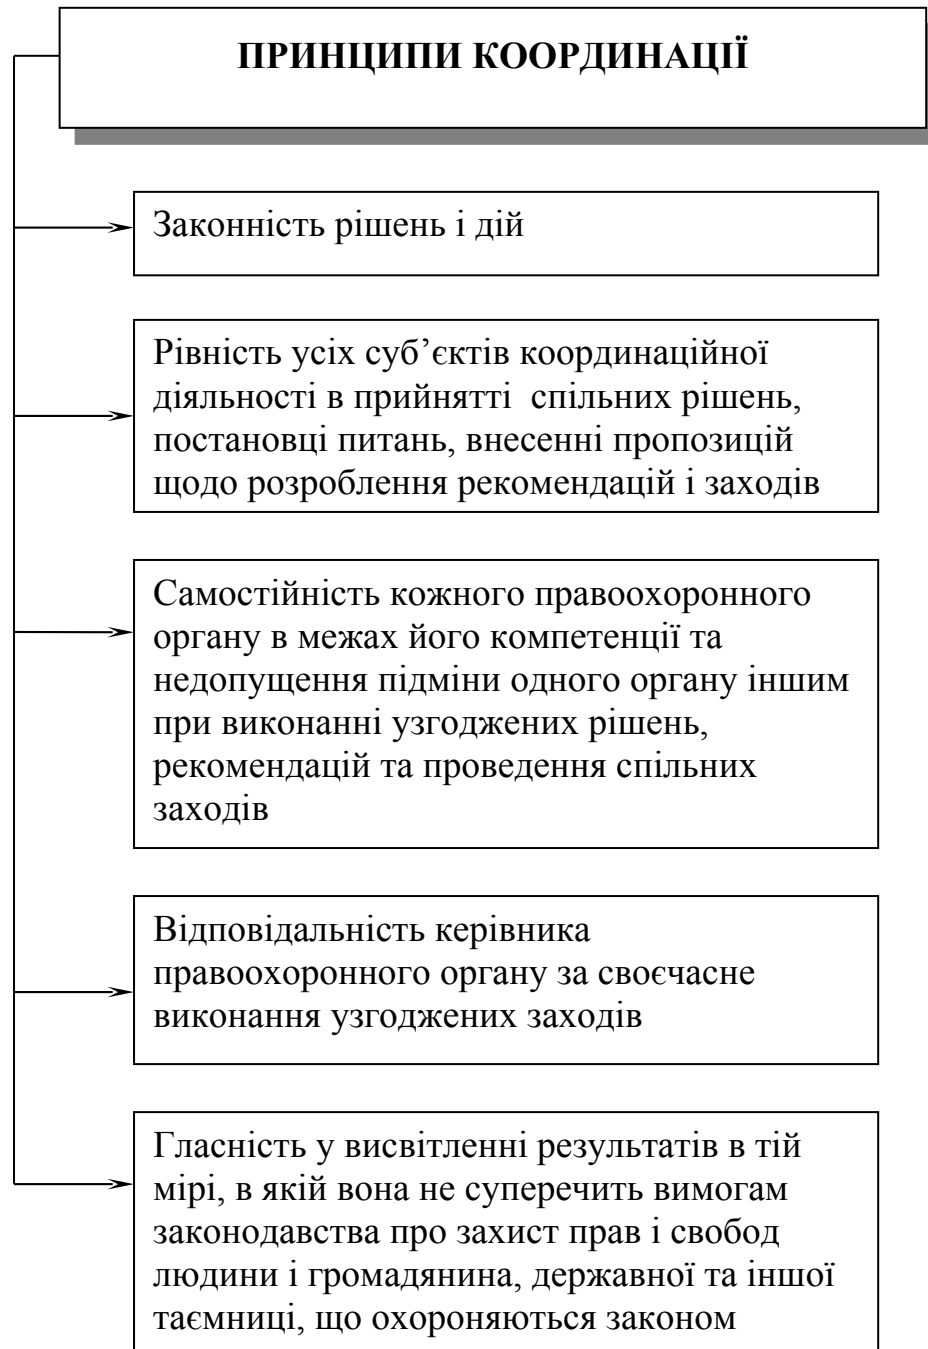 ПРИНЦИПИ КООРДИНАЦІЇ
Законність рішень і дій
Рівність усіх суб’єктів координаційної
діяльності в прийнятті спільних рішень,
постановці питань, внесенні пропозицій
щодо розроблення рекомендацій і заходів
Самостійність кожного правоохоронного
органу в межах його компетенції та
недопущення підміни одного органу іншим
при виконанні узгоджених рішень,
рекомендацій та проведення спільних
заходів
Відповідальність керівника
правоохоронного органу за своєчасне
виконання узгоджених заходів
Гласність у висвітленні результатів в тій
мірі, в якій вона не суперечить вимогам
законодавства про захист прав і свобод
людини і громадянина, державної та іншої
таємниці, що охороняються законом